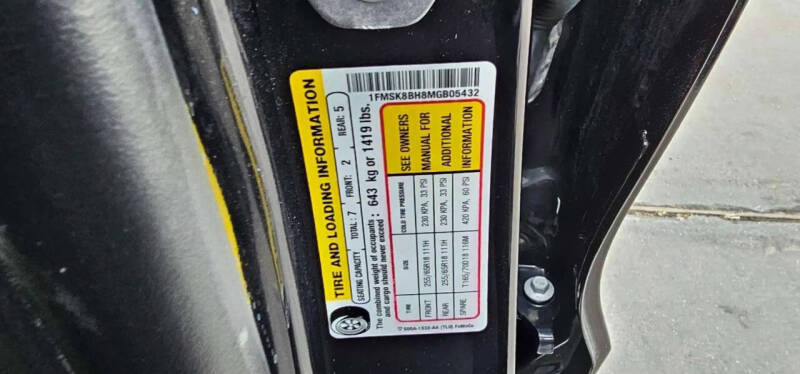 1FMSK8BH8MGB05432
TIRE AND LOADING INFORMATION
SEATING CAPACITY TOTAL: 7 FRONT: 2 REAR: 5
The combined weight of occupants and cargo should never exceed : 643 kg or 1419 lbs.
TIRE SIZE COLD TIRE PRESSURE SEE OWNERS
FRONT 255/65R18 111H 230 KPA, 33 PSI MANUAL FOR
REAR 255/65R18 111H 230 KPA, 33 PSI ADDITIONAL
SPARE T165/70D18 116M 420 KPA, 60 PSI INFORMATION